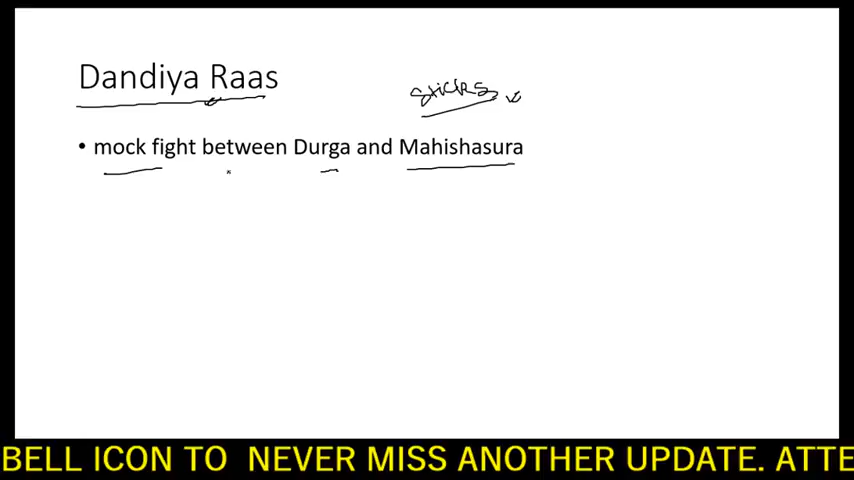 Dandiya Raas
sticks
• mock fight between Durga and Mahishasura
BELL ICON TO NEVER MISS ANOTHER UPDATE. ATTE